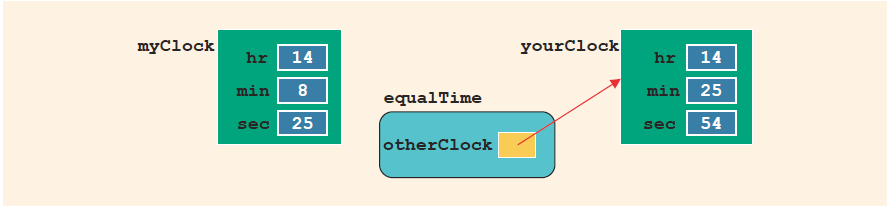 myClock
hr 14
min 8
sec 25
equalTime
otherClock
yourClock
hr 14
min 25
sec 54